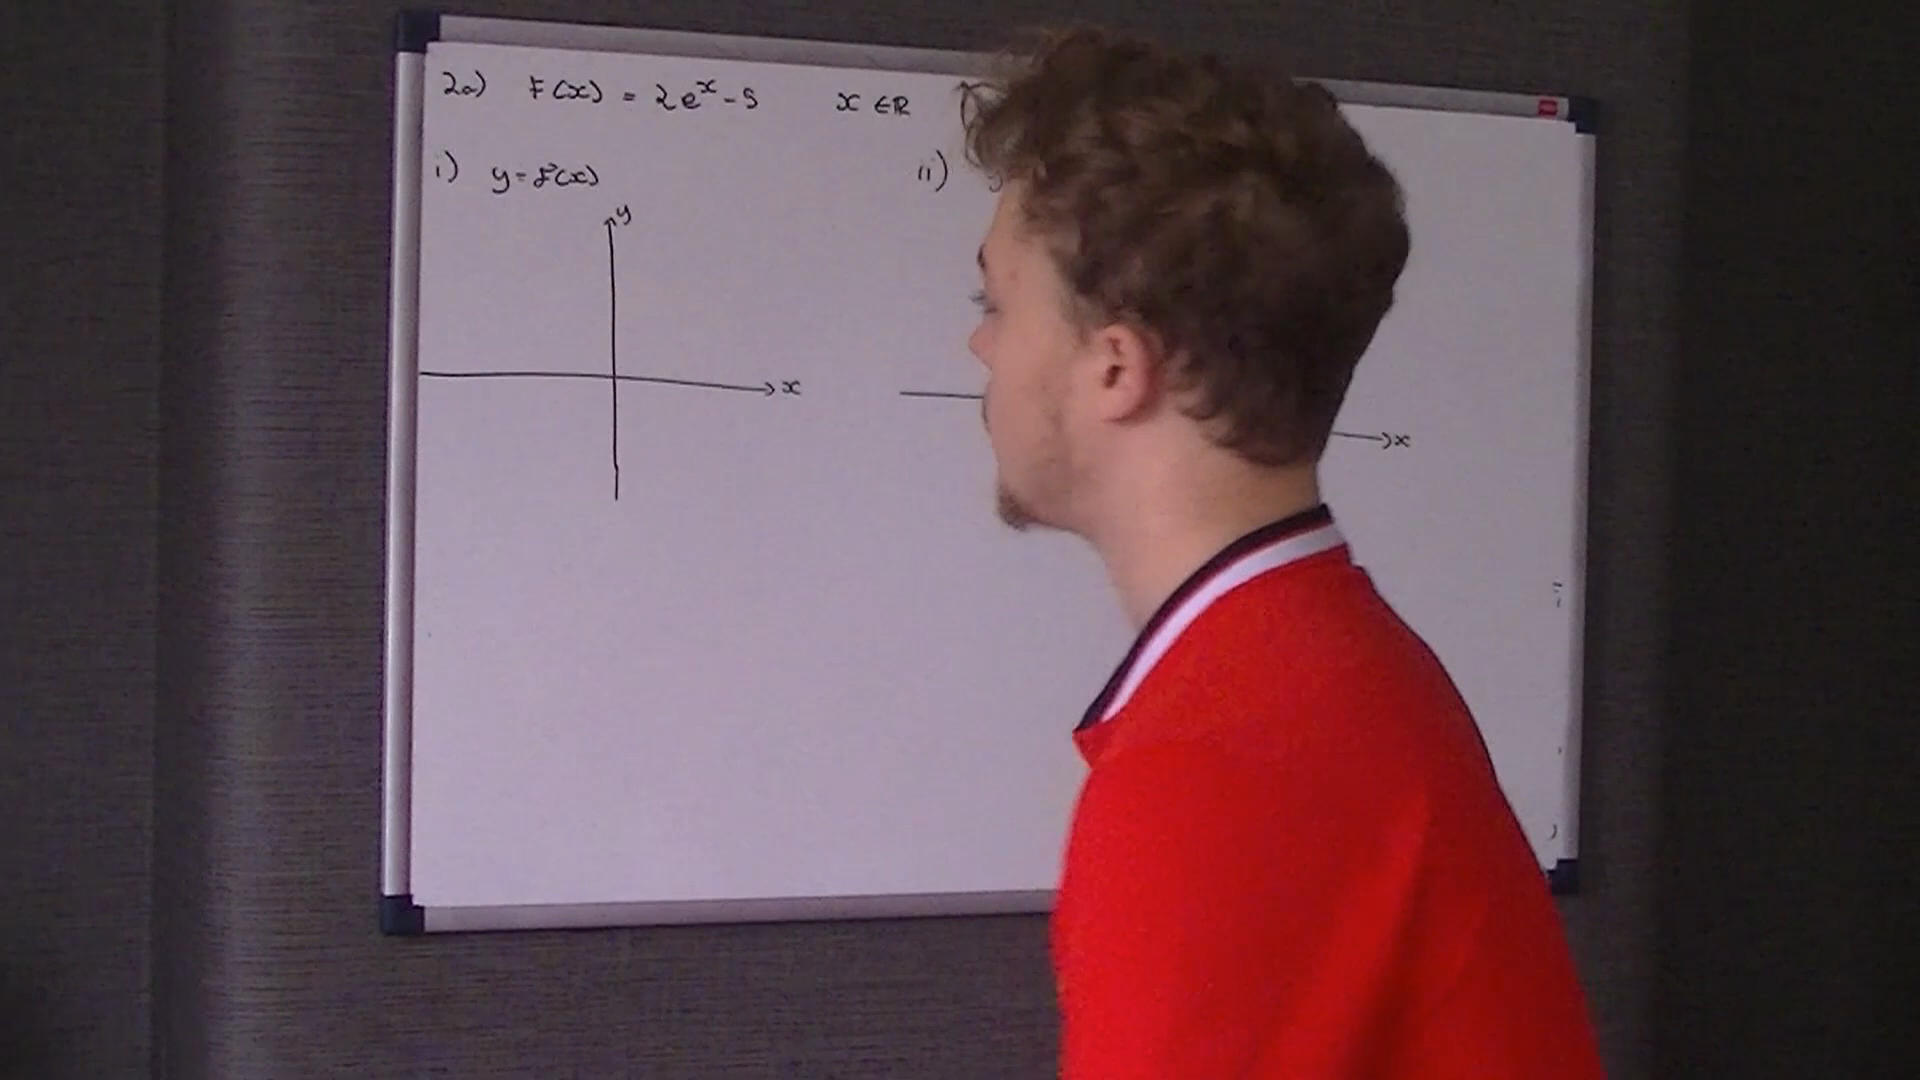 2a) F(x) = 2e^x - 5 x ∈ ℝ
i) y = f(x)
ii) y
y
x
x